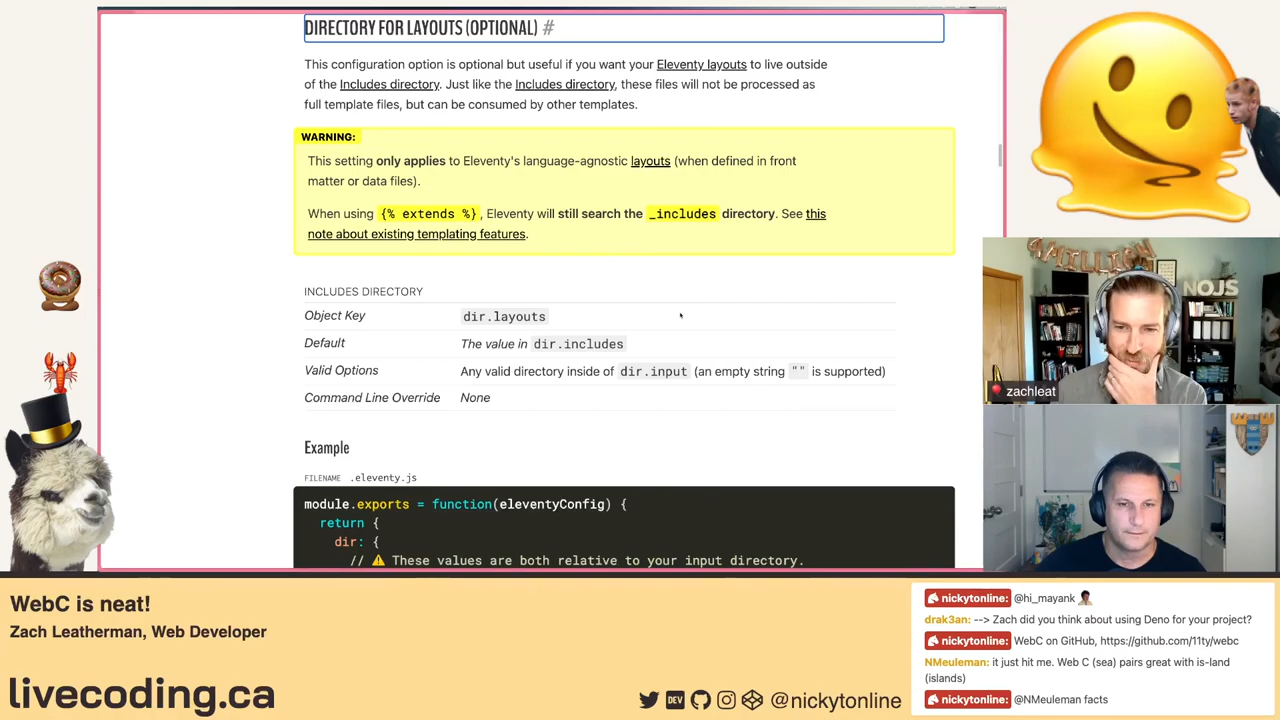 DIRECTORY FOR LAYOUTS (OPTIONAL) #
This configuration option is optional but useful if you want your Eleventy layouts to live outside
of the Includes directory. Just like the Includes directory, these files will not be processed as
full template files, but can be consumed by other templates.
WARNING:
This setting only applies to Eleventy's language-agnostic layouts (when defined in front
matter or data files).
When using {% extends %}, Eleventy will still search the _includes directory. See this
note about existing templating features.
INCLUDES DIRECTORY
Object Key dir.layouts
Default The value in dir.includes
Valid Options Any valid directory inside of dir.input (an empty string "" is supported)
Command Line Override None
Example
FILENAME .eleventy.js
module.exports = function(eleventyConfig) {
return {
dir: {
// ⚠️ These values are both relative to your input directory.
NOJS
zachleat
WebC is neat!
Zach Leatherman, Web Developer
livecoding.ca
DEV
@nickytonline
nickytonline: @hi_mayank
drak3an: --> Zach did you think about using Deno for your project?
nickytonline: WebC on GitHub, https://github.com/11ty/webc
NMeuleman: it just hit me. Web C (sea) pairs great with is-land
(islands)
nickytonline: @NMeuleman facts